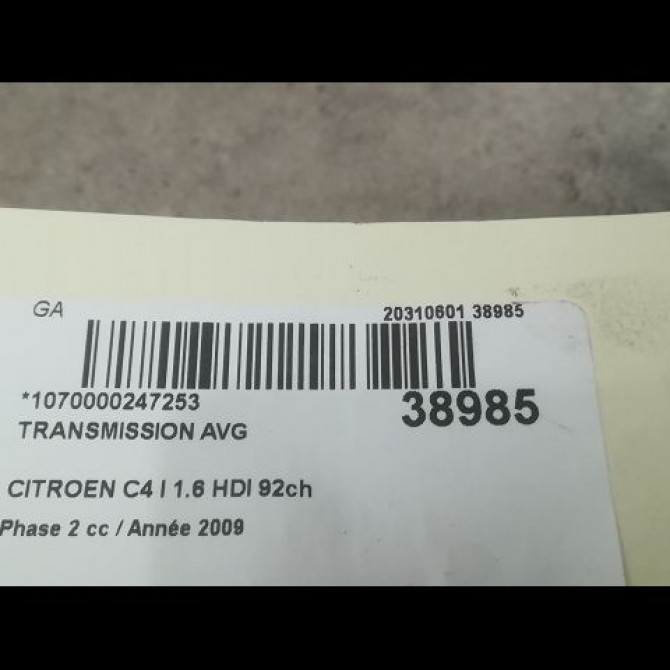 GA 20310601 38985
*1070000247253 38985
TRANSMISSION AVG
CITROEN C4 I 1.6 HDI 92ch
Phase 2 cc / Année 2009